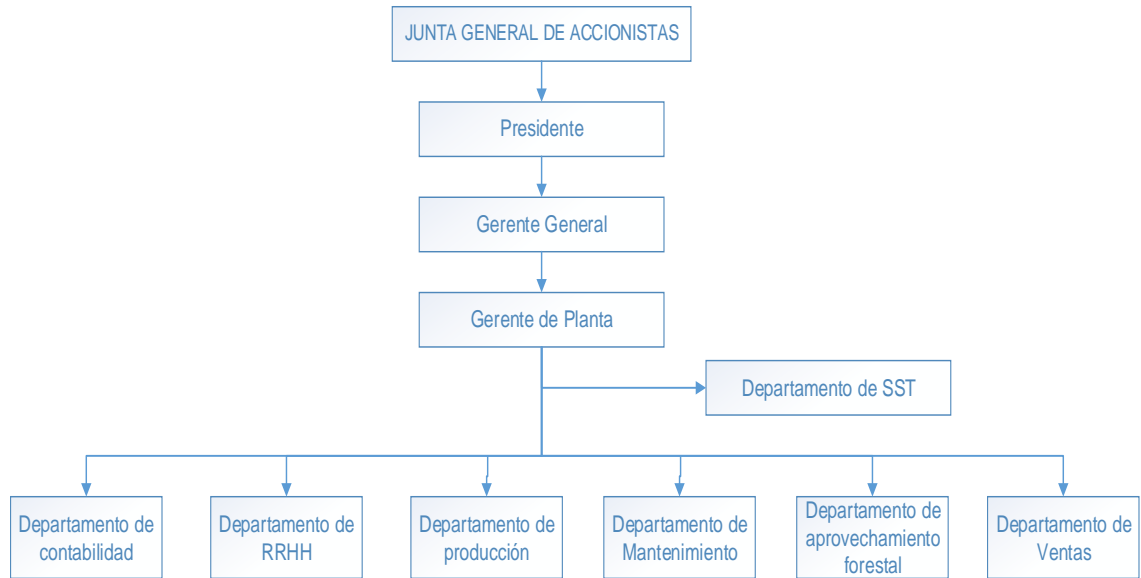 JUNTA GENERAL DE ACCIONISTAS
Presidente
Gerente General
Gerente de Planta
Departamento de SST
Departamento de
contabilidad
Departamento de
RRHH
Departamento de
producción
Departamento de
Mantenimiento
Departamento de
aprovechamiento
forestal
Departamento de
Ventas